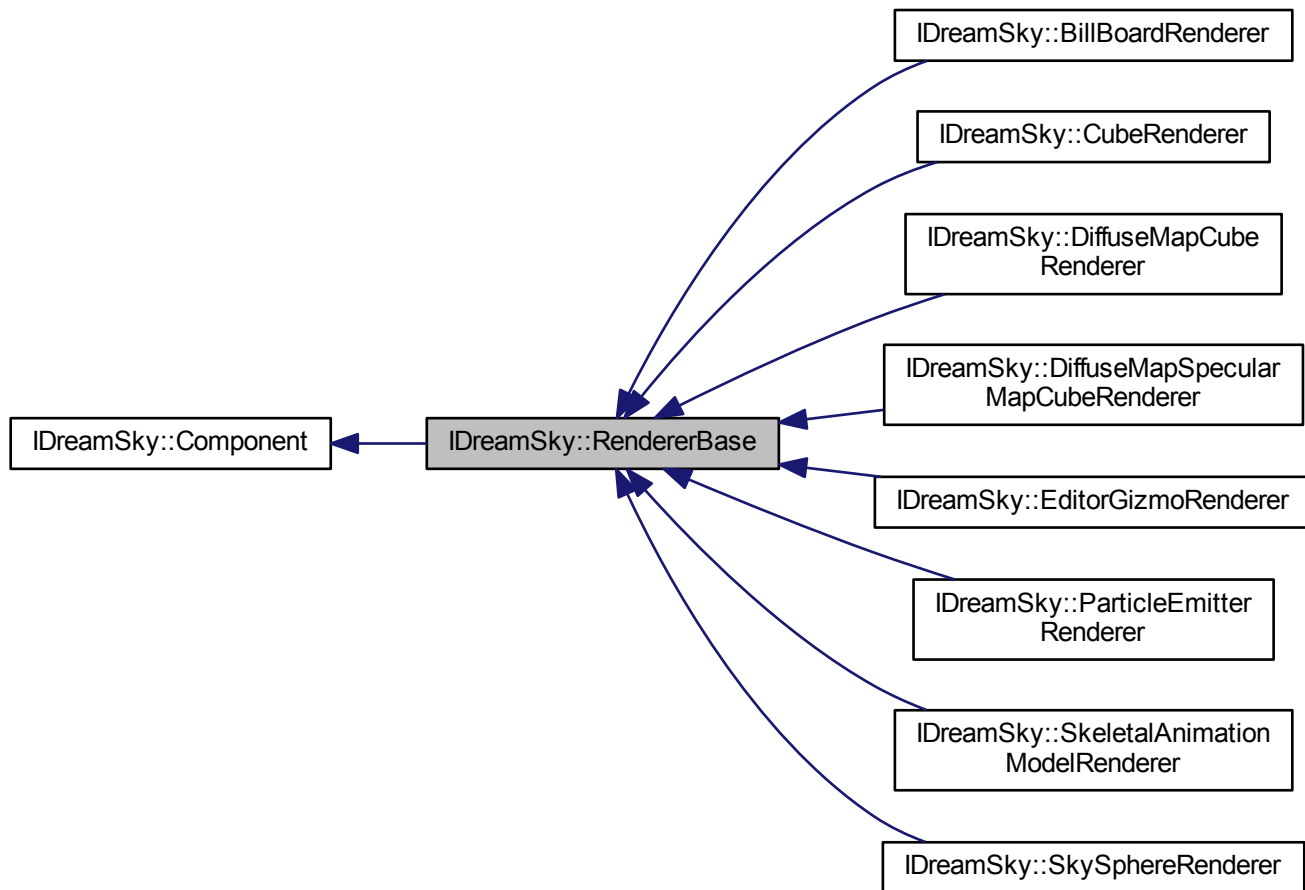 IDreamSky::BillBoardRenderer
IDreamSky::CubeRenderer
IDreamSky::DiffuseMapCube
Renderer
IDreamSky::DiffuseMapSpecular
MapCubeRenderer
IDreamSky::Component
IDreamSky::RendererBase
IDreamSky::EditorGizmoRenderer
IDreamSky::ParticleEmitter
Renderer
IDreamSky::SkeletalAnimation
ModelRenderer
IDreamSky::SkySphereRenderer